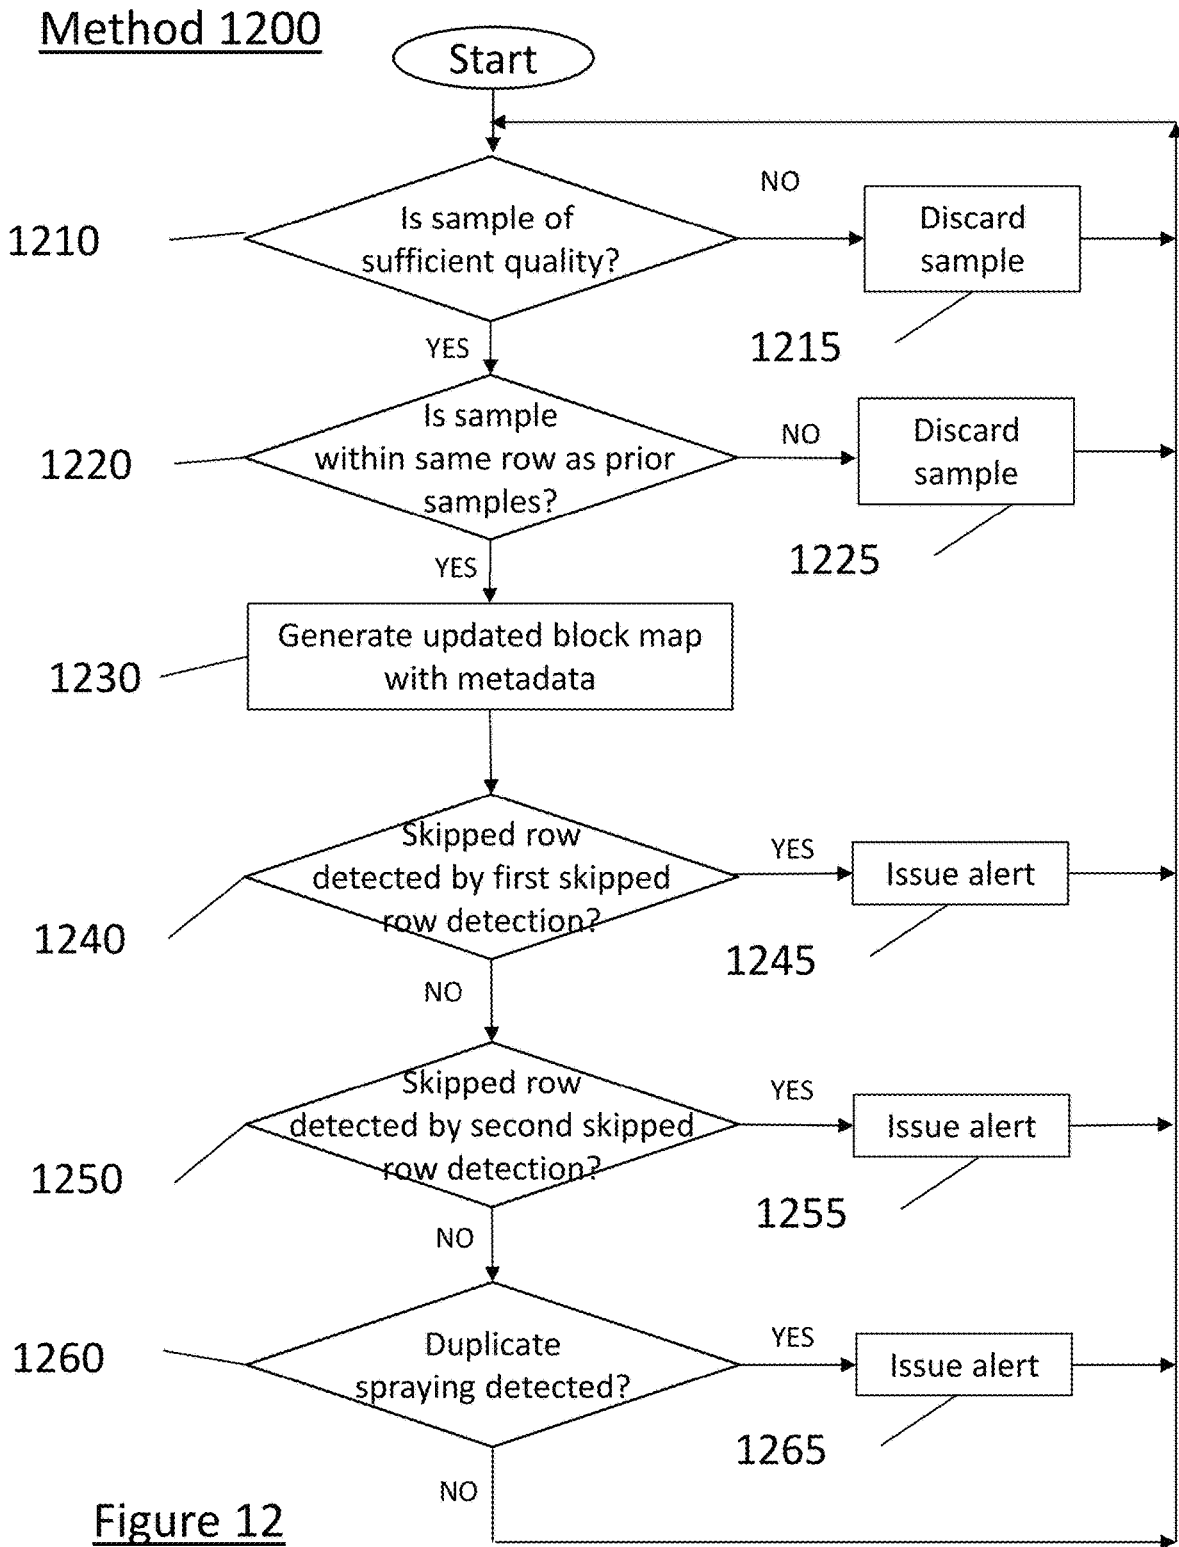 Method 1200
Start
1210
Is sample of
sufficient quality?
NO
Discard
sample
1215
YES
1220
Is sample
within same row as prior
samples?
NO
Discard
sample
1225
YES
1230
Generate updated block map
with metadata
1240
Skipped row
detected by first skipped
row detection?
YES
Issue alert
1245
NO
1250
Skipped row
detected by second skipped
row detection?
YES
Issue alert
1255
NO
1260
Duplicate
spraying detected?
YES
Issue alert
1265
NO
Figure 12